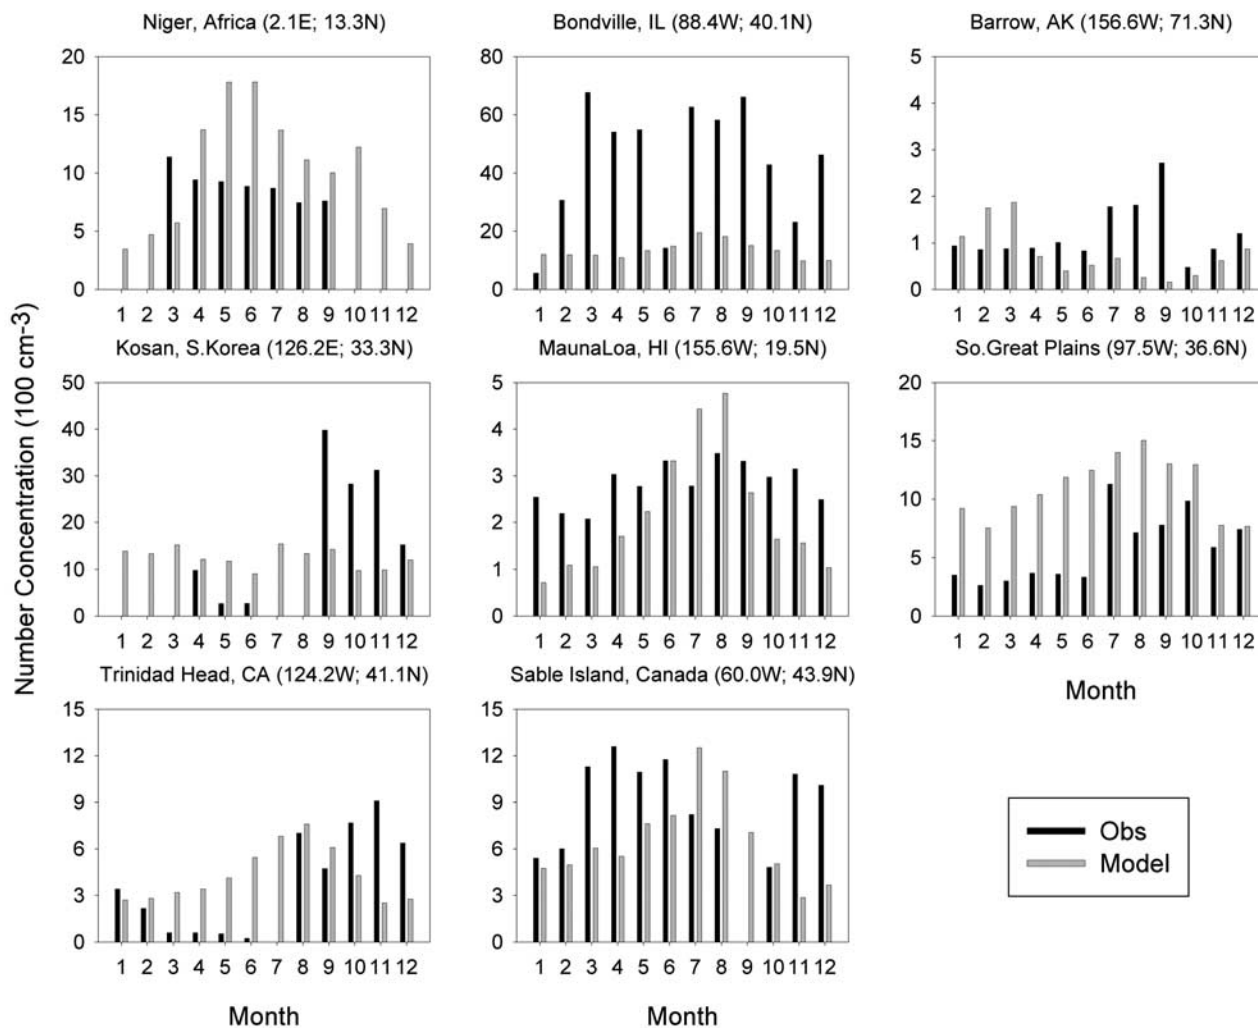 Niger, Africa (2.1E; 13.3N)
20
15
10
5
0
1 2 3 4 5 6 7 8 9 10 11 12
Bondville, IL (88.4W; 40.1N)
80
60
40
20
0
1 2 3 4 5 6 7 8 9 10 11 12
Barrow, AK (156.6W; 71.3N)
5
4
3
2
1
0
1 2 3 4 5 6 7 8 9 10 11 12
Number Concentration (100 cm-3)
Kosan, S.Korea (126.2E; 33.3N)
50
40
30
20
10
0
1 2 3 4 5 6 7 8 9 10 11 12
MaunaLoa, HI (155.6W; 19.5N)
5
4
3
2
1
0
1 2 3 4 5 6 7 8 9 10 11 12
So.Great Plains (97.5W; 36.6N)
20
15
10
5
0
1 2 3 4 5 6 7 8 9 10 11 12
Month
Trinidad Head, CA (124.2W; 41.1N)
15
12
9
6
3
0
1 2 3 4 5 6 7 8 9 10 11 12
Month
Sable Island, Canada (60.0W; 43.9N)
15
12
9
6
3
0
1 2 3 4 5 6 7 8 9 10 11 12
Month
Obs
Model